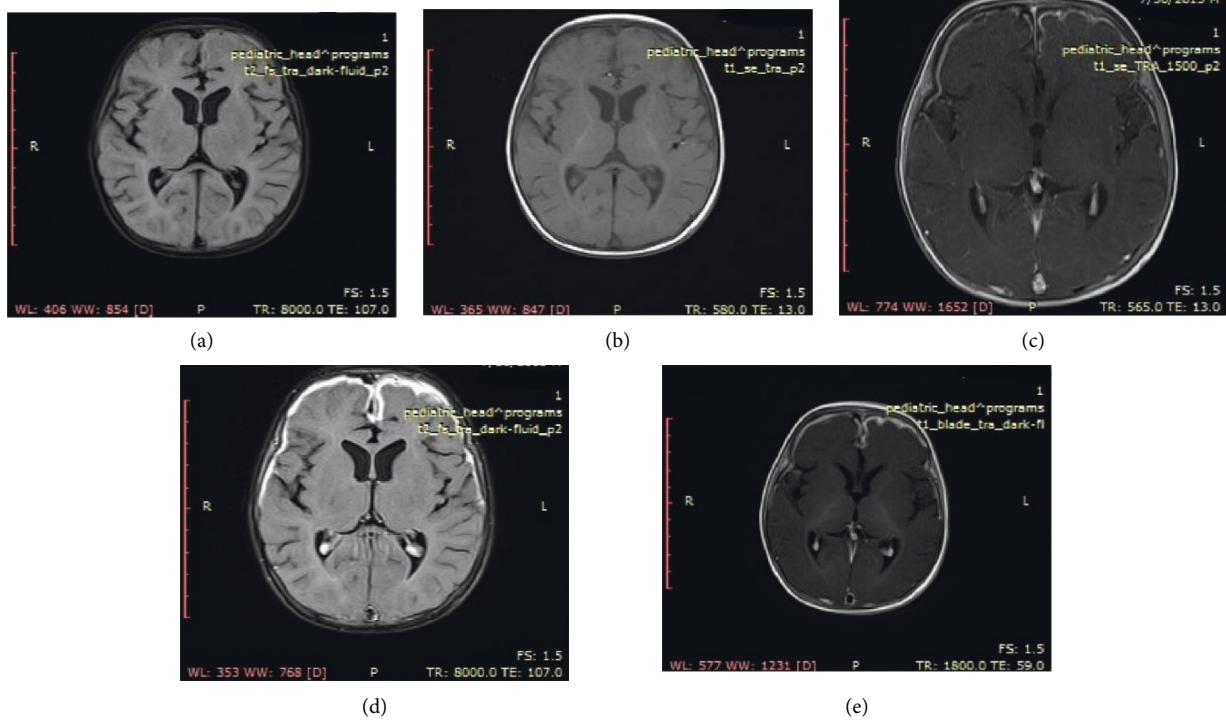 1
pediatric_head^programs
t2_fs_tra_dark-fluid_p2
R
L
FS: 1.5
WL: 406 WW: 854 [D]
P
TR: 8000.0 TE: 107.0
(a)
1
pediatric_head^programs
t1_se_tra_p2
R
L
FS: 1.5
WL: 365 WW: 847 [D]
P
TR: 580.0 TE: 13.0
(b)
1
pediatric_head^programs
t1_se_TRA_1500_p2
R
L
FS: 1.5
WL: 774 WW: 1652 [D]
P
TR: 565.0 TE: 13.0
(c)
1
pediatric_head^programs
t2_fs_tra_dark-fluid_p2
R
L
FS: 1.5
WL: 353 WW: 768 [D]
P
TR: 8000.0 TE: 107.0
(d)
1
pediatric_head^programs
t1_blade_tra_dark-fl
R
L
FS: 1.5
WL: 577 WW: 1231 [D]
P
TR: 1800.0 TE: 59.0
(e)